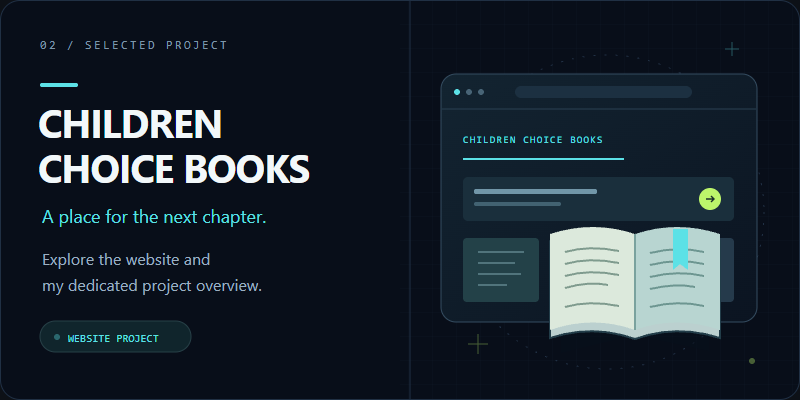 02 / SELECTED PROJECT
CHILDREN
CHOICE BOOKS
A place for the next chapter.
Explore the website and
my dedicated project overview.
WEBSITE PROJECT
CHILDREN CHOICE BOOKS